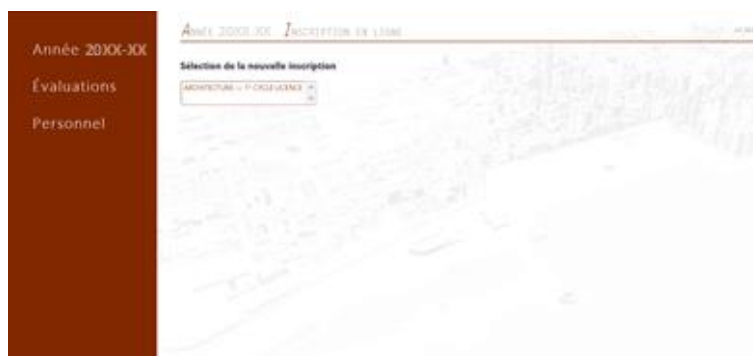 Année 20XX-XX
Évaluations
Personnel
Année 20XX-XX Inscription en ligne
Sélection de la nouvelle inscription
ARCHITECTURE — 1ᵉ CYCLE LICENCE